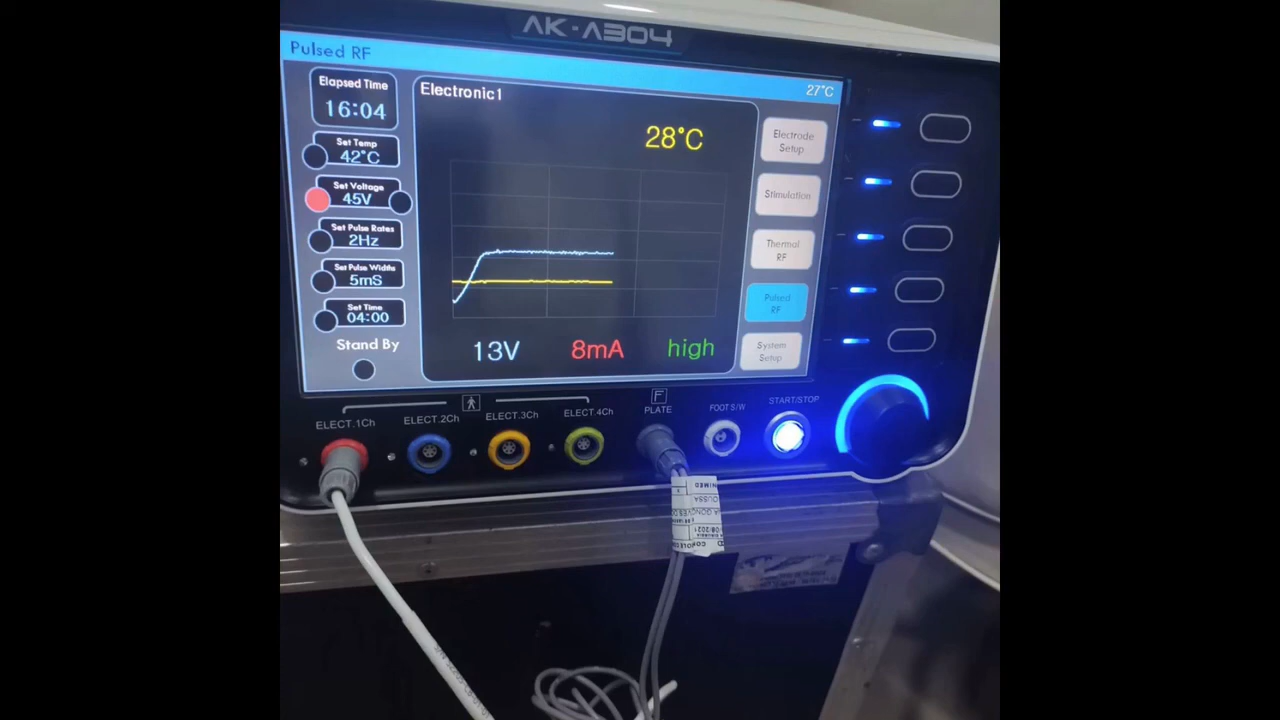 AK-A304
Pulsed RF
27°C
Elapsed Time
16:04
Set Temp
42°C
Set Voltage
45V
Set Pulse Rates
2Hz
Set Pulse Widths
5mS
Set Time
04:00
Stand By
Electronic1
28°C
13V
8mA
high
Electrode
Setup
Stimulation
Thermal
RF
Pulsed
RF
System
Setup
ELECT.1Ch
ELECT.2Ch
ELECT.3Ch
ELECT.4Ch
F
PLATE
FOOT S/W
START/STOP